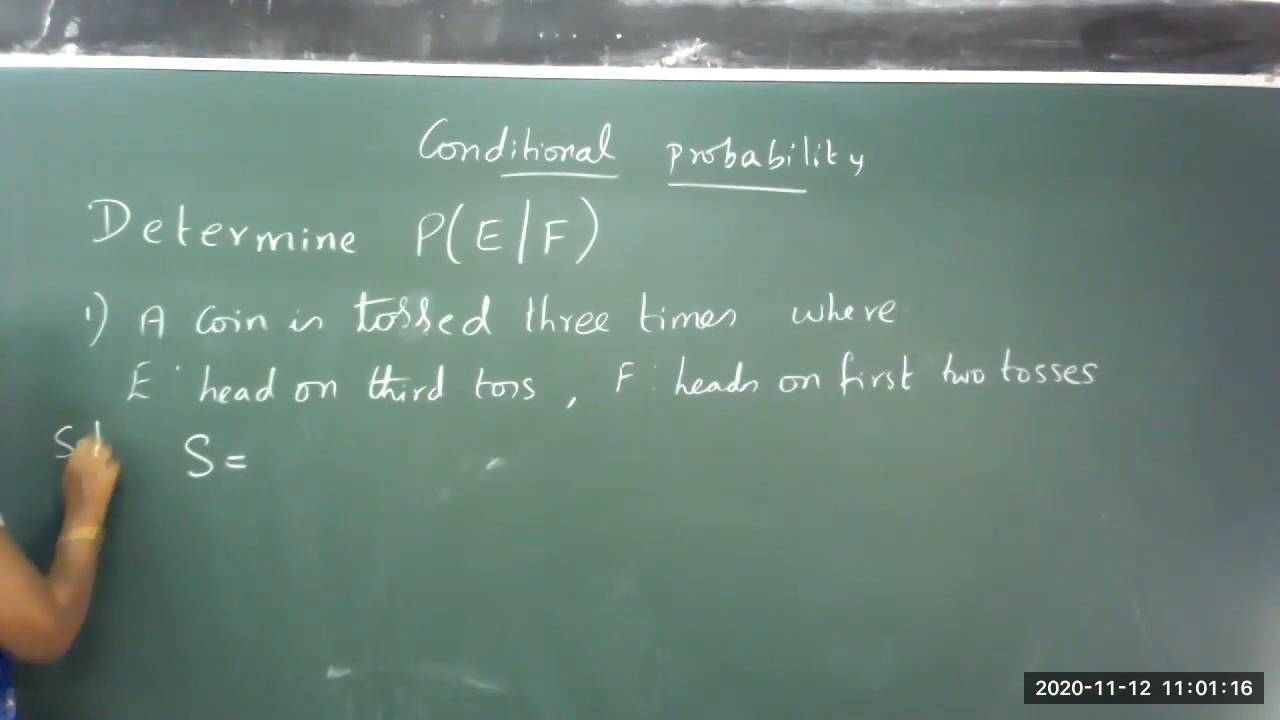 Conditional probability
Determine P(E/F)
1) A coin is tossed three times where
E : head on third toss , F : heads on first two tosses
S =
2020-11-12 11:01:16